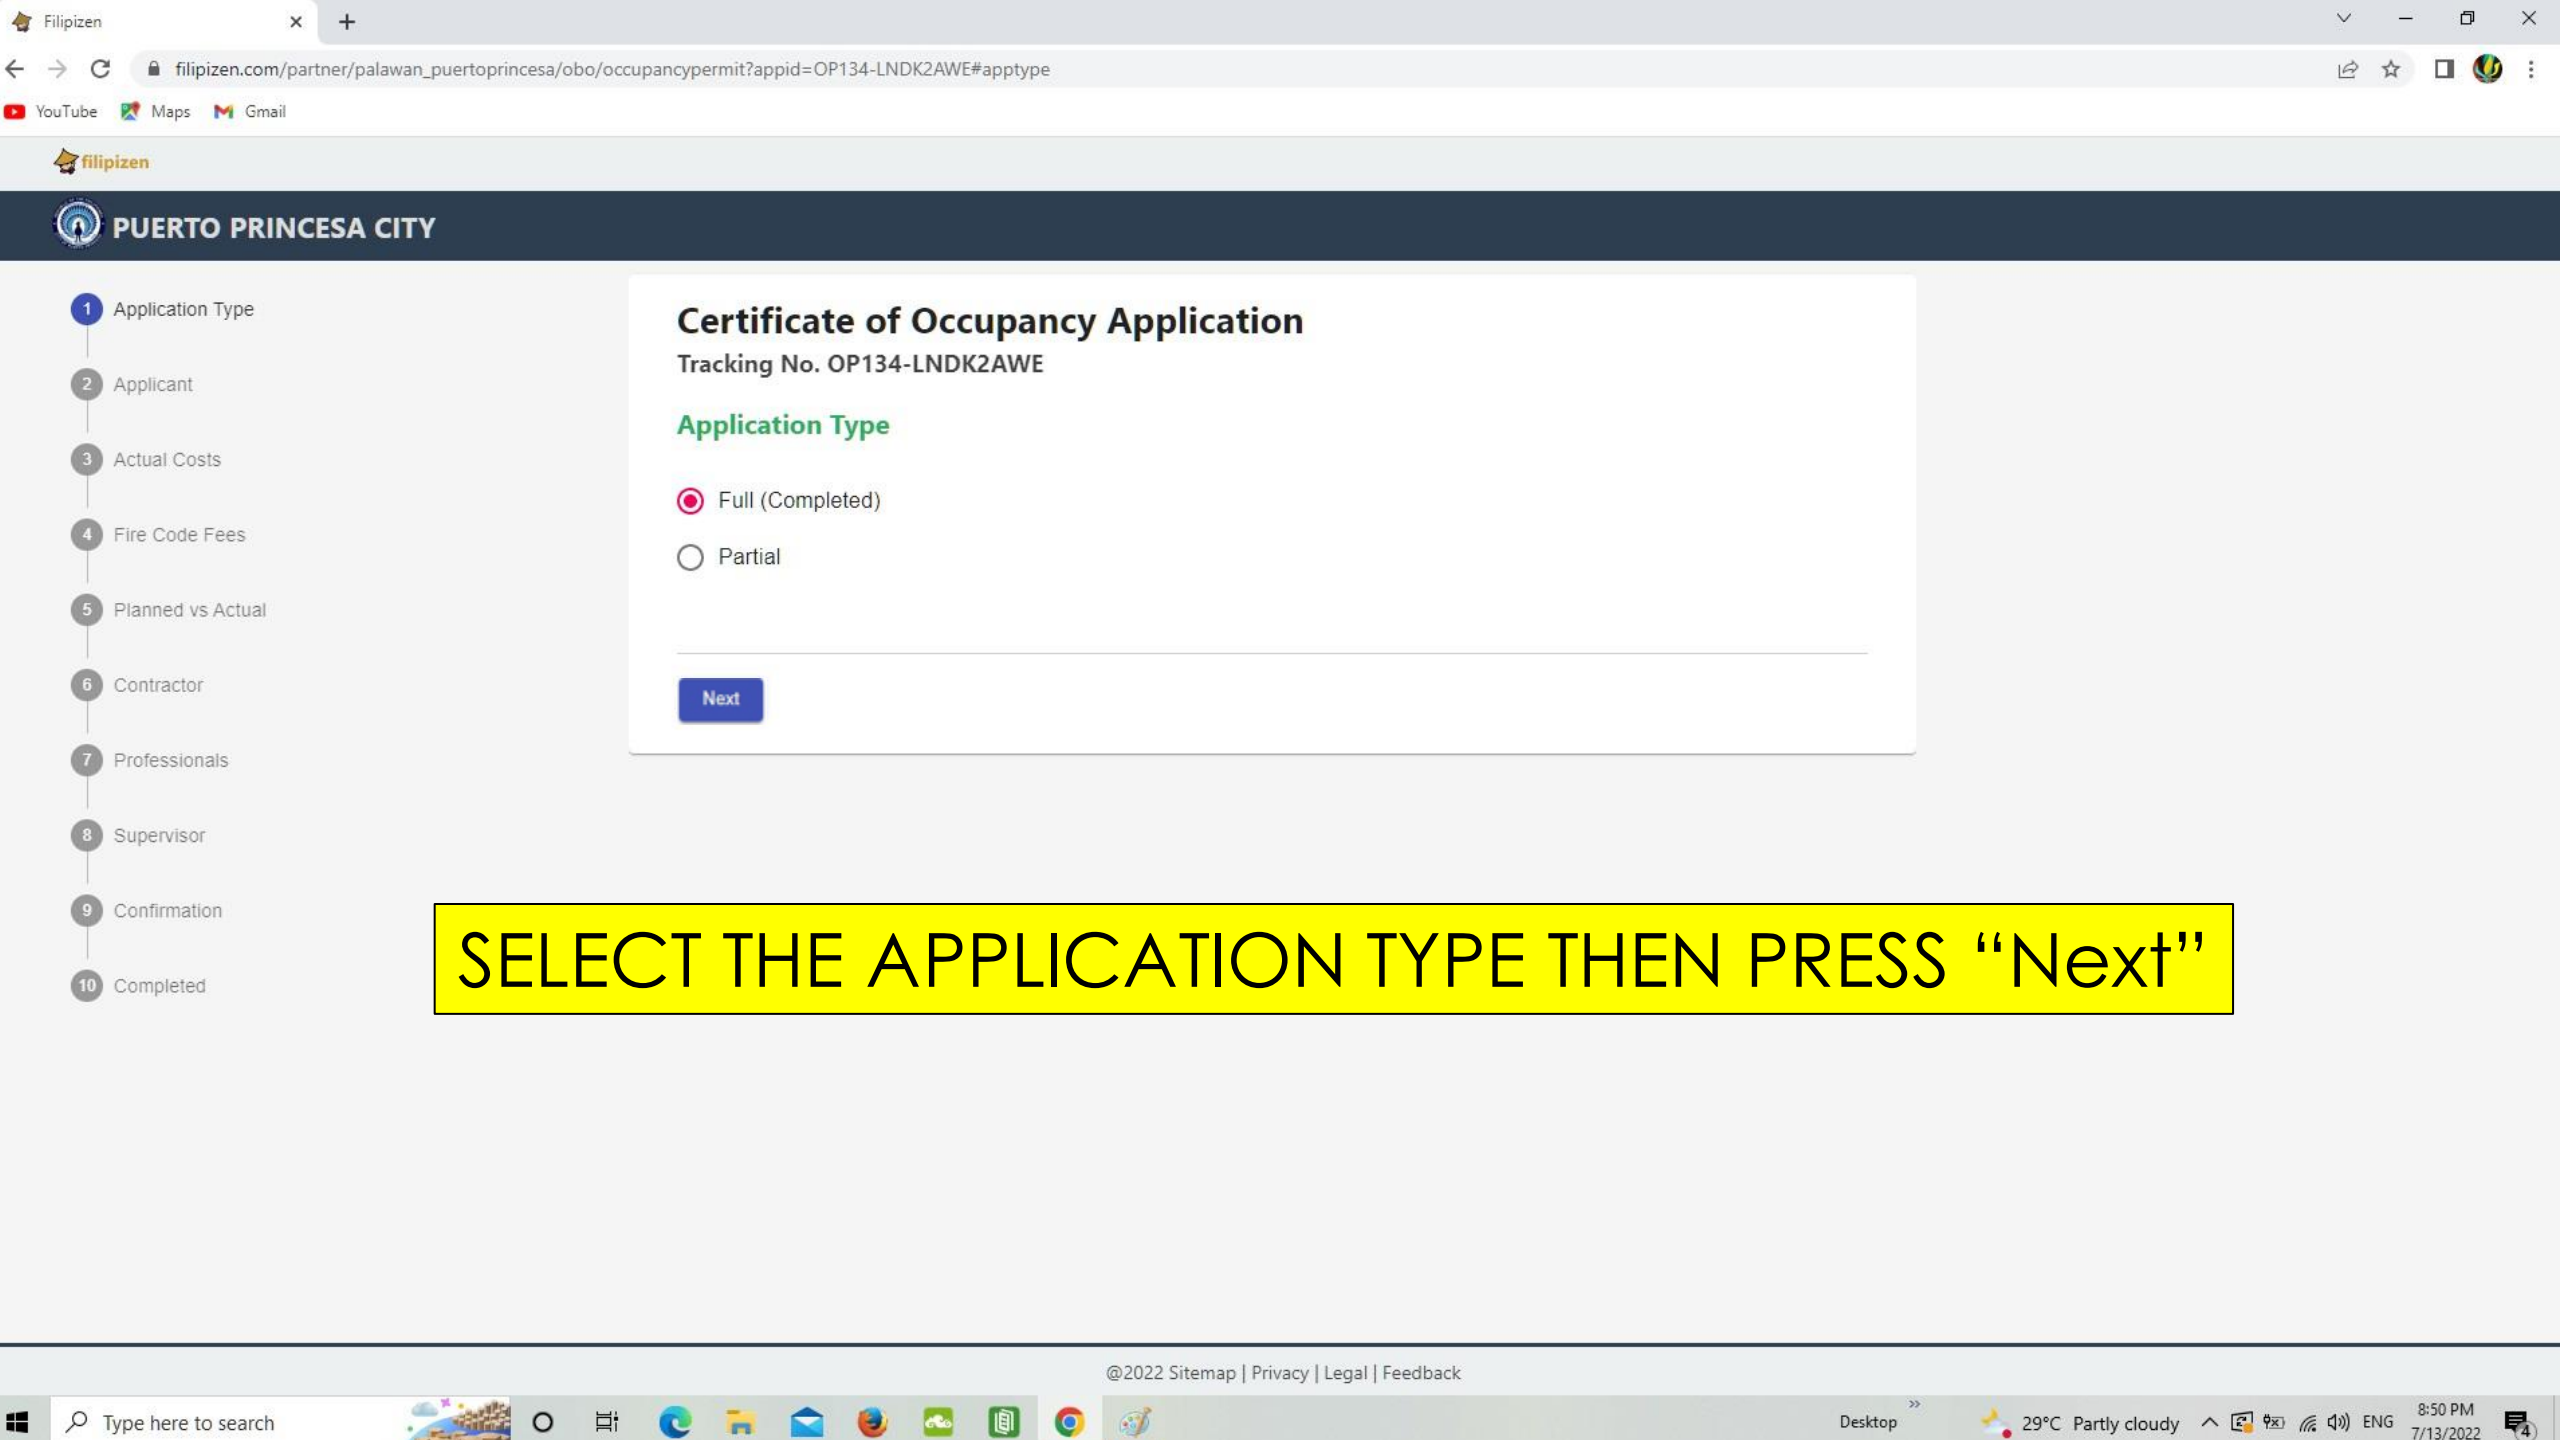 Filipizen
filipizen.com/partner/palawan_puertoprincesa/obo/occupancypermit?appid=OP134-LNDK2AWE#apptype
YouTube Maps Gmail
filipizen
PUERTO PRINCESA CITY
1 Application Type
2 Applicant
3 Actual Costs
4 Fire Code Fees
5 Planned vs Actual
6 Contractor
7 Professionals
8 Supervisor
9 Confirmation
10 Completed
Certificate of Occupancy Application
Tracking No. OP134-LNDK2AWE
Application Type
Full (Completed)
Partial
Next
SELECT THE APPLICATION TYPE THEN PRESS “Next”
@2022 Sitemap | Privacy | Legal | Feedback
Type here to search
Desktop
29°C Partly cloudy
ENG
8:50 PM
7/13/2022
4